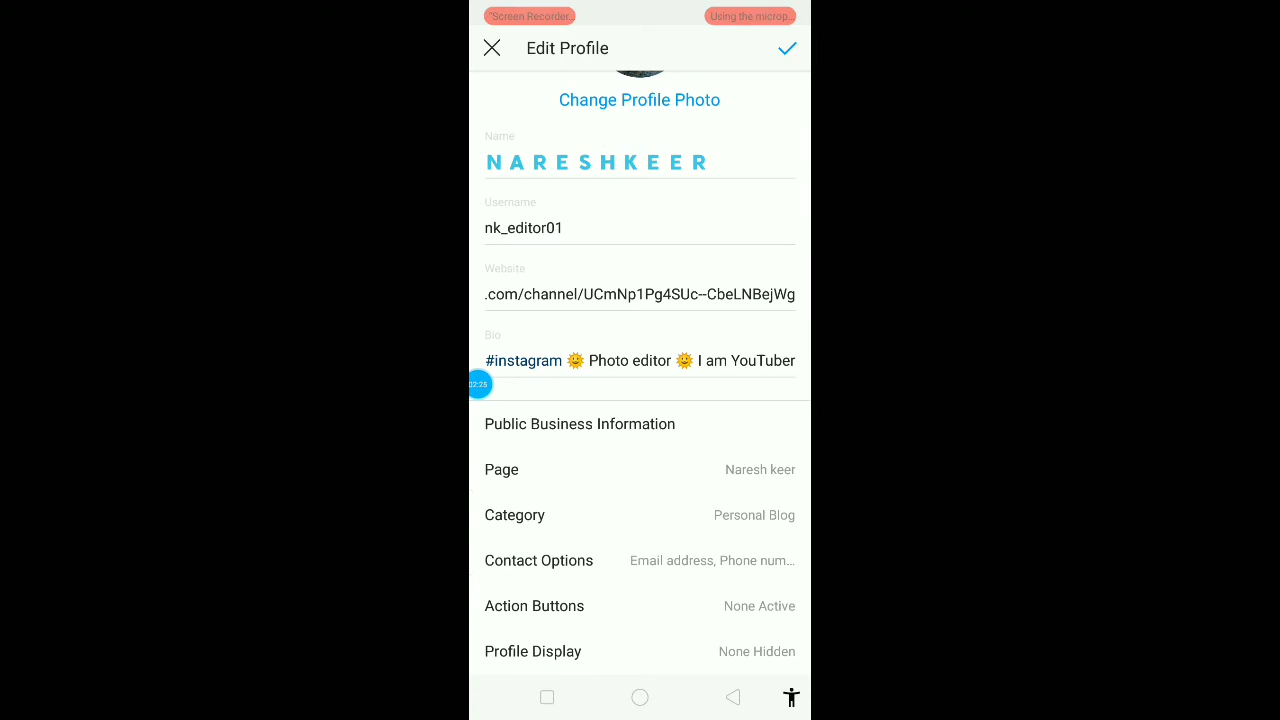 "Screen Recorder... Using the microp...
Edit Profile
Change Profile Photo
Name
N A R E S H K E E R
Username
nk_editor01
Website
.com/channel/UCmNp1Pg4SUc--CbeLNBejWg
Bio
#instagram 🌞 Photo editor 🌞 I am YouTuber
02:25
Public Business Information
Page Naresh keer
Category Personal Blog
Contact Options Email address, Phone num...
Action Buttons None Active
Profile Display None Hidden